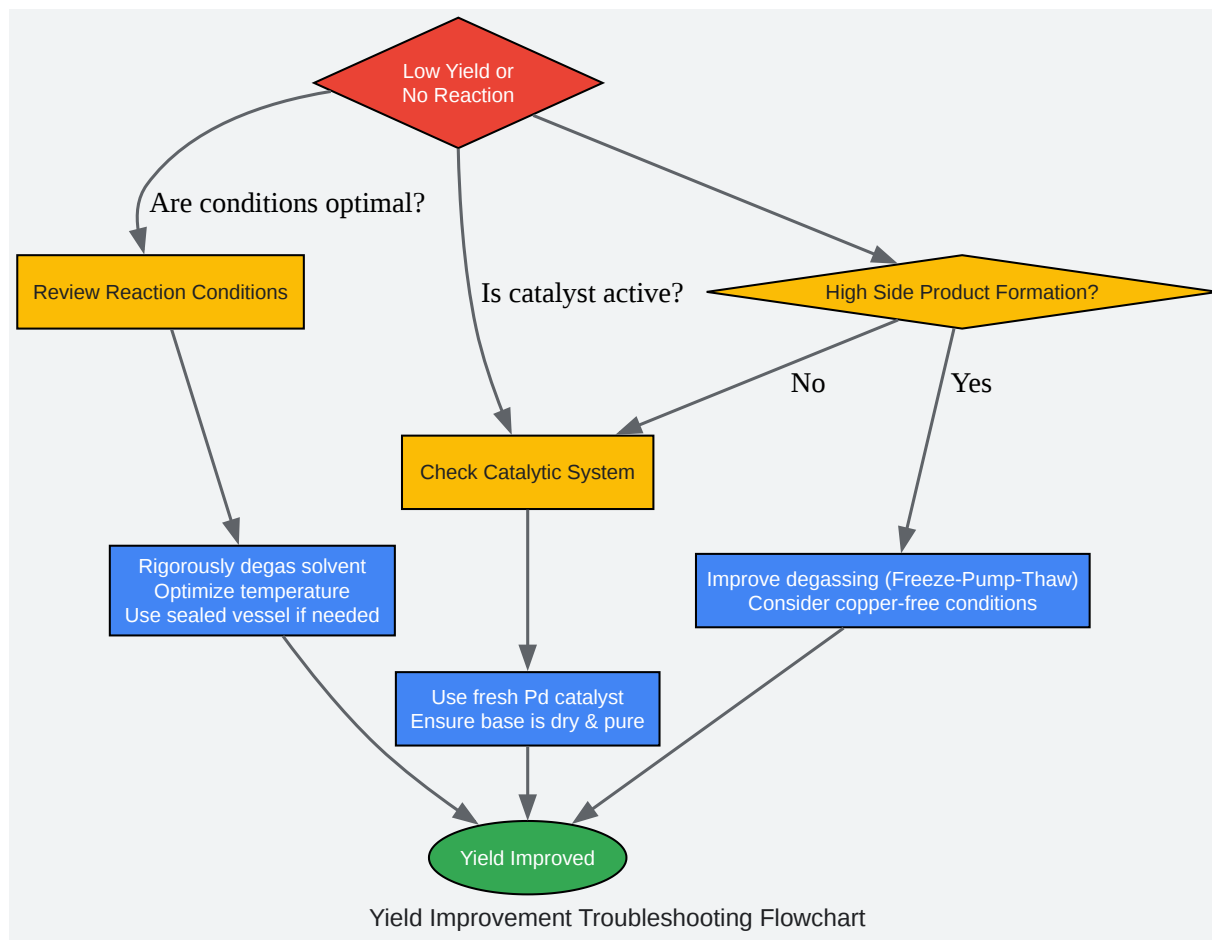 Low Yield or
No Reaction
Are conditions optimal?
Review Reaction Conditions
Is catalyst active?
High Side Product Formation?
No
Yes
Check Catalytic System
Rigorously degas solvent
Optimize temperature
Use sealed vessel if needed
Improve degassing (Freeze-Pump-Thaw)
Consider copper-free conditions
Use fresh Pd catalyst
Ensure base is dry & pure
Yield Improved
Yield Improvement Troubleshooting Flowchart